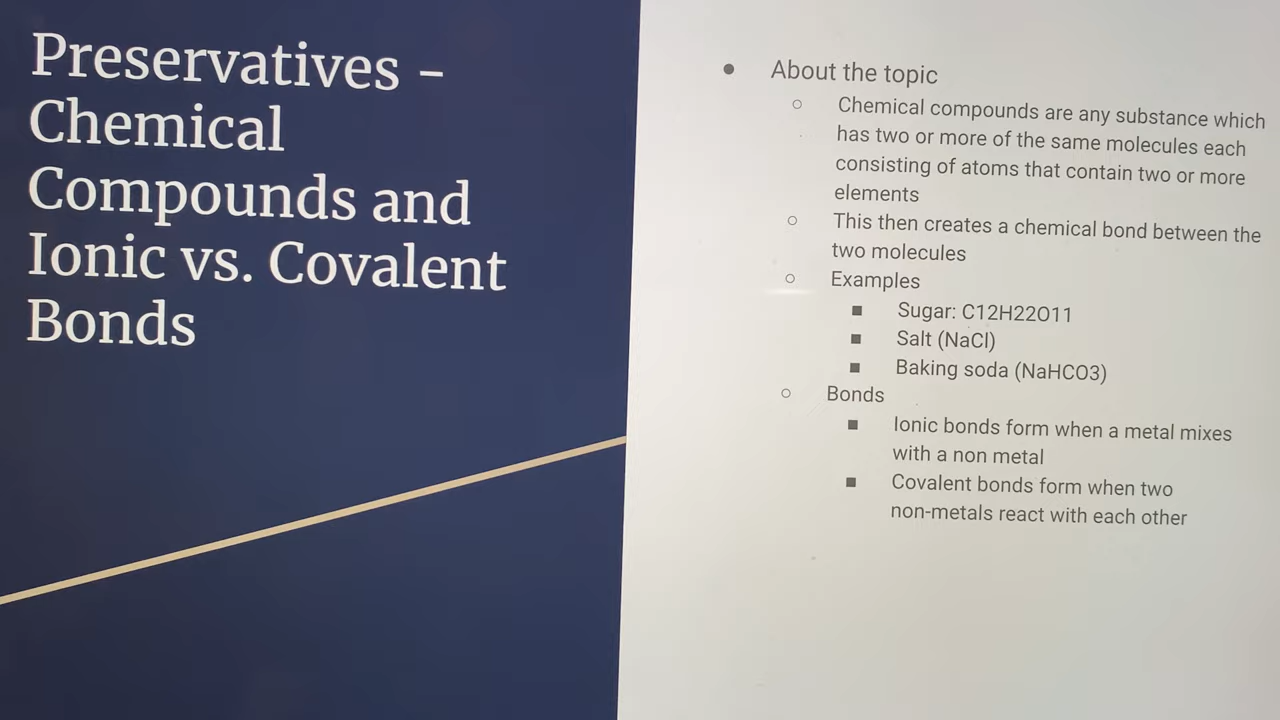 Preservatives -
Chemical
Compounds and
Ionic vs. Covalent
Bonds
About the topic
Chemical compounds are any substance which
has two or more of the same molecules each
consisting of atoms that contain two or more
elements
This then creates a chemical bond between the
two molecules
Examples
Sugar: C12H22O11
Salt (NaCl)
Baking soda (NaHCO3)
Bonds
Ionic bonds form when a metal mixes
with a non metal
Covalent bonds form when two
non-metals react with each other